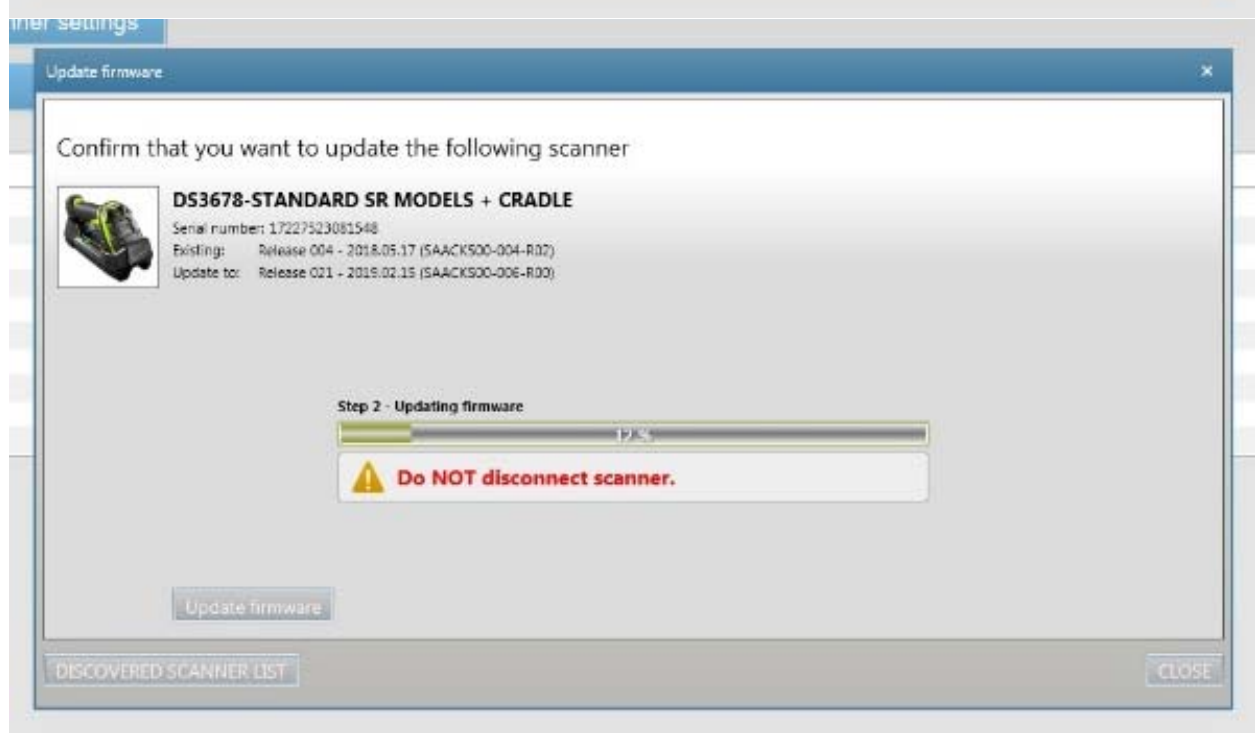 ner settings
Update firmware
Confirm that you want to update the following scanner
DS3678-STANDARD SR MODELS + CRADLE
Serial number: 17227523081548
Existing: Release 004 - 2018.05.17 (SAACKS00-004-R02)
Update to: Release 021 - 2019.02.15 (SAACKS00-006-R00)
Step 2 - Updating firmware
12 %
Do NOT disconnect scanner.
Update firmware
DISCOVERED SCANNER LIST
CLOSE